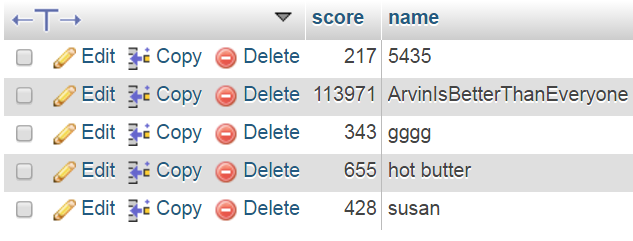 score name
Edit Copy Delete 217 5435
Edit Copy Delete 113971 ArvinIsBetterThanEveryone
Edit Copy Delete 343 gggg
Edit Copy Delete 655 hot butter
Edit Copy Delete 428 susan